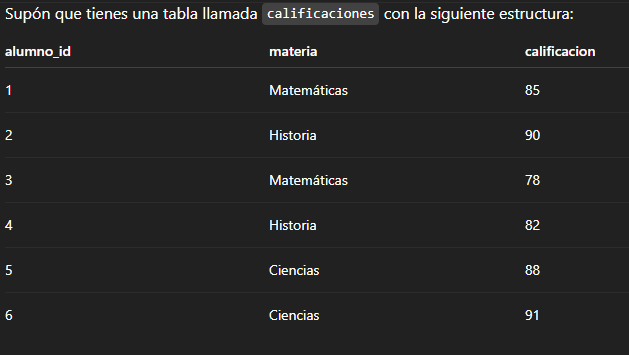 Supón que tienes una tabla llamada calificaciones con la siguiente estructura:
alumno_id materia calificacion
1 Matemáticas 85
2 Historia 90
3 Matemáticas 78
4 Historia 82
5 Ciencias 88
6 Ciencias 91